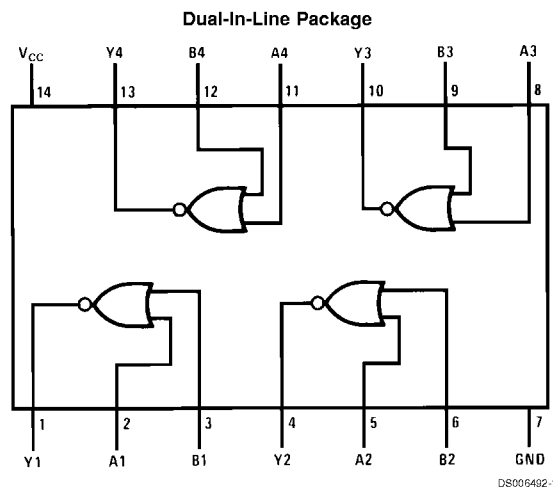 Dual-In-Line Package
VCC Y4 B4 A4 Y3 B3 A3
14 13 12 11 10 9 8
1 2 3 4 5 6 7
Y1 A1 B1 Y2 A2 B2 GND
DS006492-